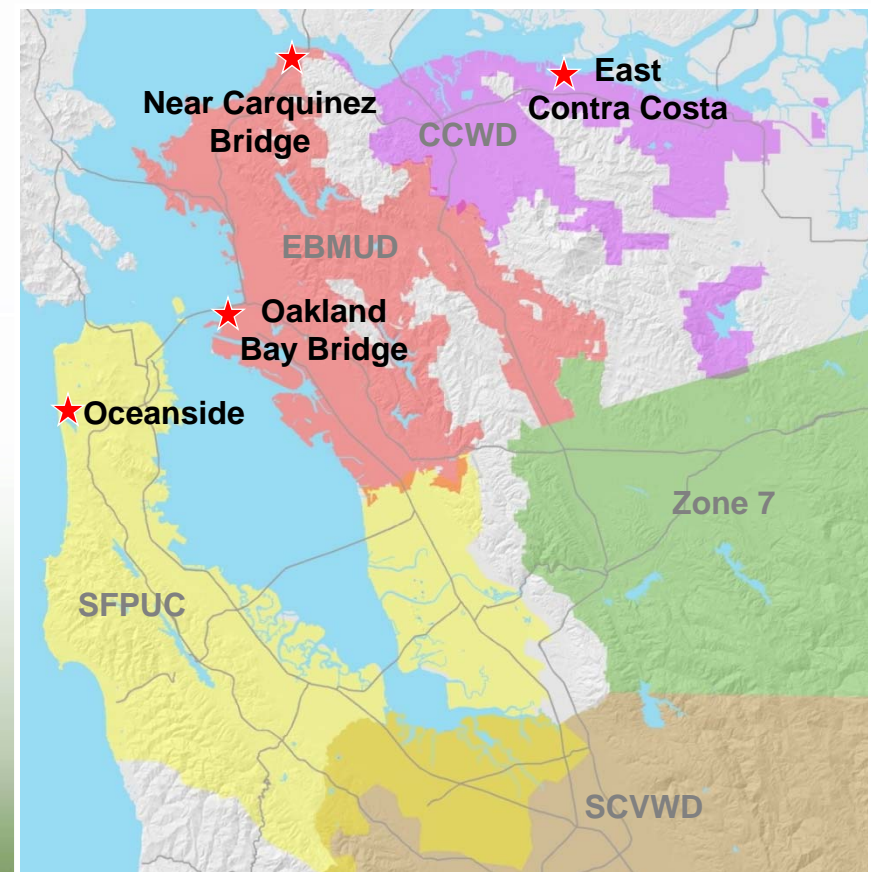 Near Carquinez
Bridge
East
Contra Costa
CCWD
EBMUD
Oakland
Bay Bridge
Oceanside
Zone 7
SFPUC
SCVWD